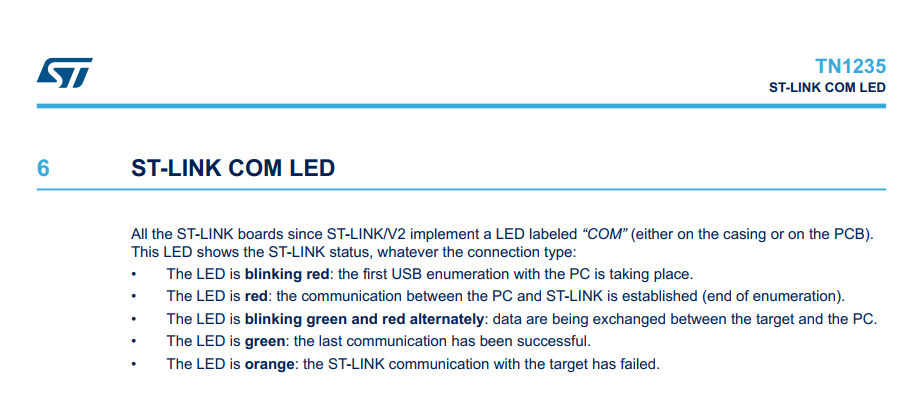 ST
TN1235
ST-LINK COM LED
6 ST-LINK COM LED
All the ST-LINK boards since ST-LINK/V2 implement a LED labeled “COM” (either on the casing or on the PCB).
This LED shows the ST-LINK status, whatever the connection type:
• The LED is blinking red: the first USB enumeration with the PC is taking place.
• The LED is red: the communication between the PC and ST-LINK is established (end of enumeration).
• The LED is blinking green and red alternately: data are being exchanged between the target and the PC.
• The LED is green: the last communication has been successful.
• The LED is orange: the ST-LINK communication with the target has failed.